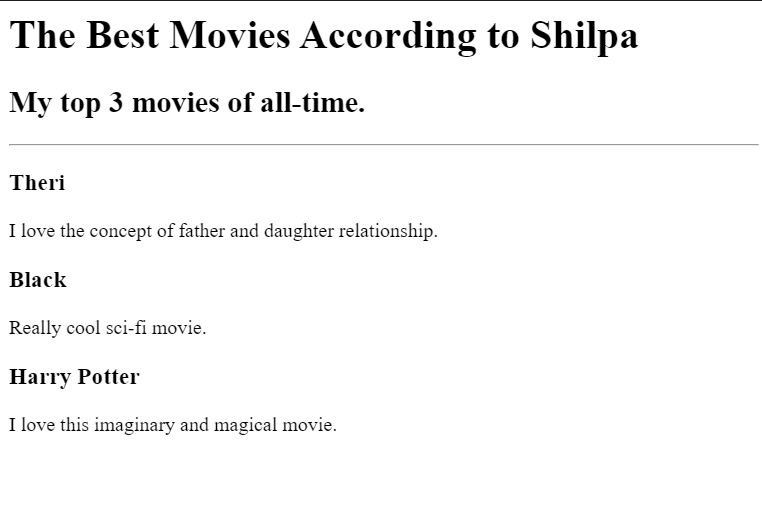 The Best Movies According to Shilpa
My top 3 movies of all-time.
Theri
I love the concept of father and daughter relationship.
Black
Really cool sci-fi movie.
Harry Potter
I love this imaginary and magical movie.